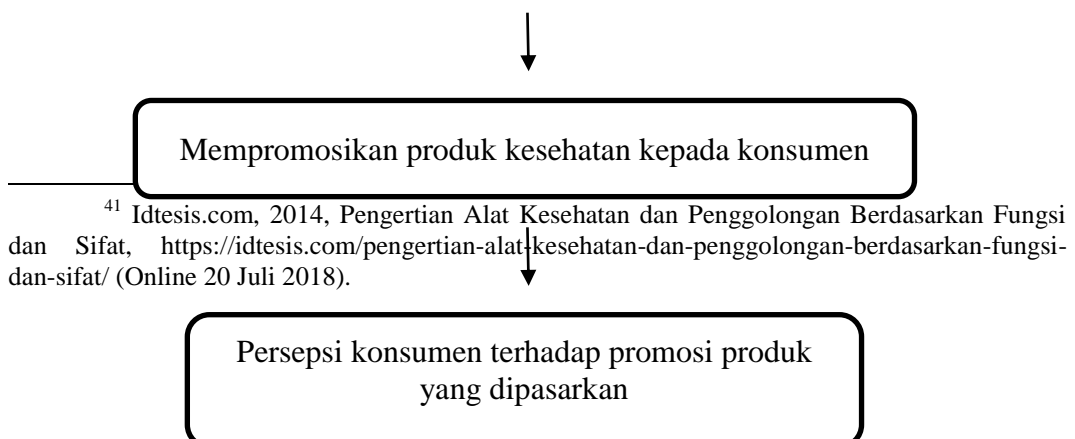 Mempromosikan produk kesehatan kepada konsumen
41 Idtesis.com, 2014, Pengertian Alat Kesehatan dan Penggolongan Berdasarkan Fungsi
dan Sifat, https://idtesis.com/pengertian-alat-kesehatan-dan-penggolongan-berdasarkan-fungsi-
dan-sifat/ (Online 20 Juli 2018).
Persepsi konsumen terhadap promosi produk
yang dipasarkan